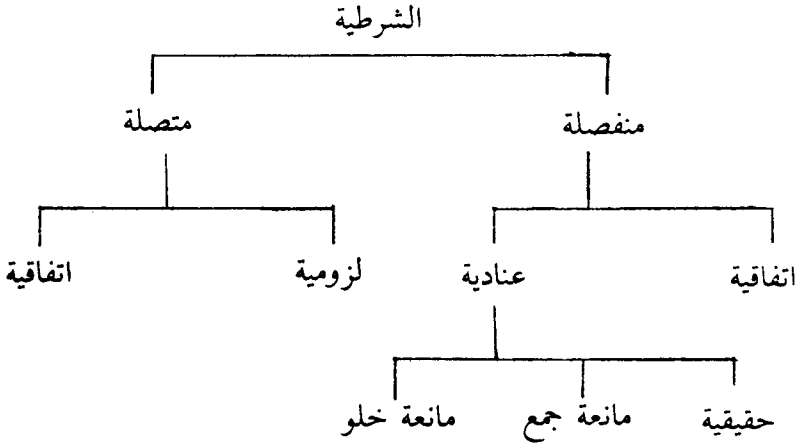 الشرطية
منفصلة متصلة
اتفاقية عنادية لزومية اتفاقية
حقيقية مانعة جمع مانعة خلو